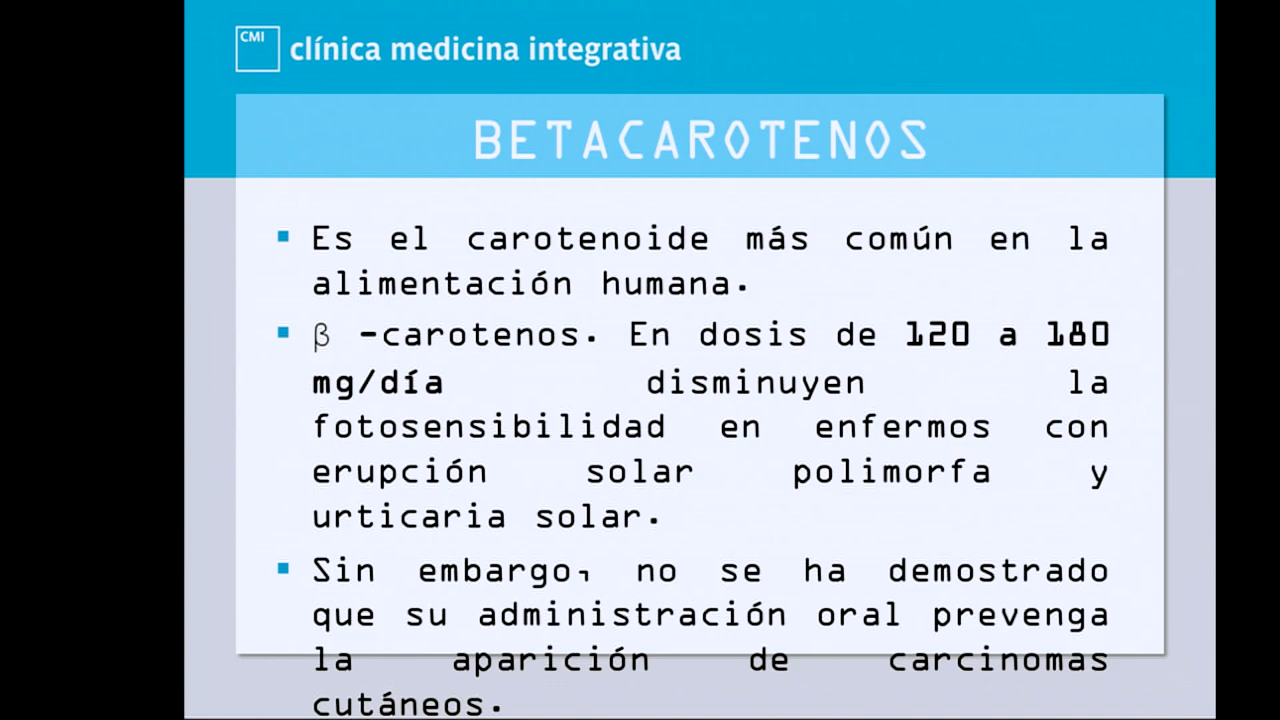 CMI
clínica medicina integrativa
BETACAROTENOS
▪ Es el carotenoide más común en la
alimentación humana.
▪ β -carotenos. En dosis de 120 a 180
mg/día disminuyen la
fotosensibilidad en enfermos con
erupción solar polimorfa y
urticaria solar.
▪ Sin embargo, no se ha demostrado
que su administración oral prevenga
la aparición de carcinomas
cutáneos.